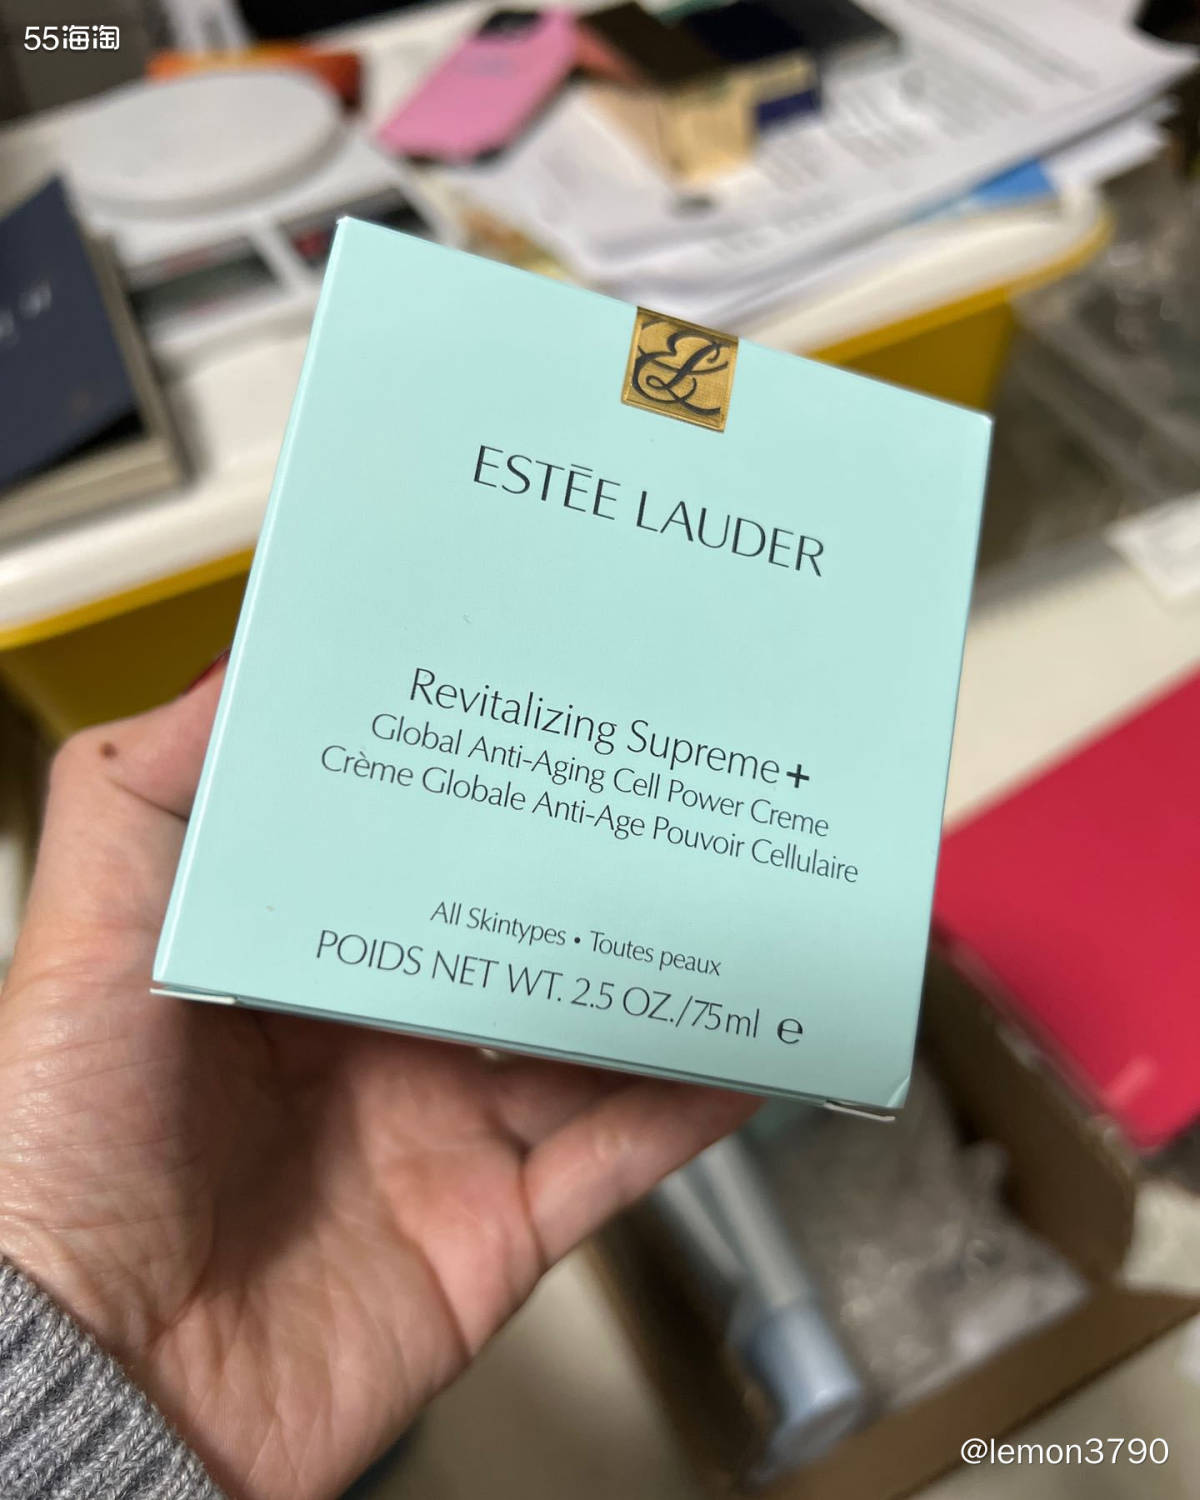 55海淘
ESTĒE LAUDER
Revitalizing Supreme+
Global Anti-Aging Cell Power Creme
Crème Globale Anti-Age Pouvoir Cellulaire
All Skintypes • Toutes peaux
POIDS NET WT. 2.5 OZ./75ml ℮
@lemon3790